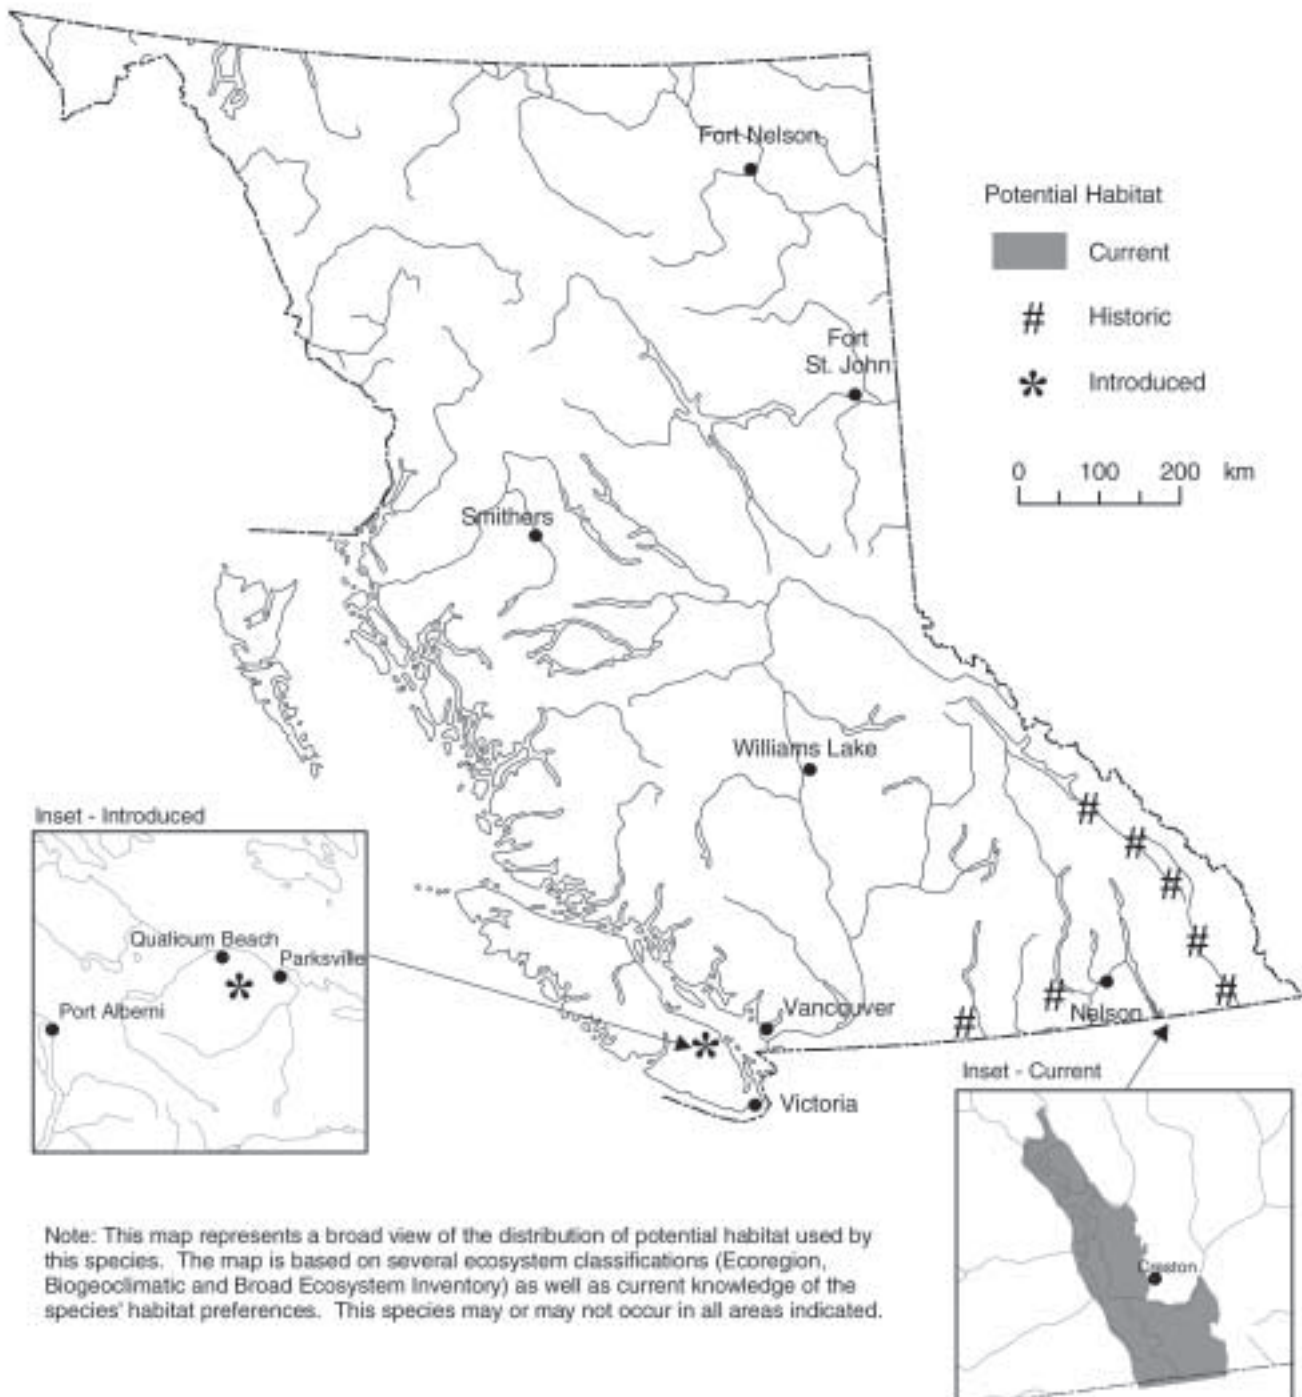 Fort Nelson
Potential Habitat
Current
# Historic
* Introduced
Fort
St. John
0 100 200 km
Smithers
Williams Lake
Inset - Introduced
Qualicum Beach
Parksville
Port Alberni
Vancouver
Nelson
Victoria
Inset - Current
Creston
Note: This map represents a broad view of the distribution of potential habitat used by
this species. The map is based on several ecosystem classifications (Ecoregion,
Biogeoclimatic and Broad Ecosystem Inventory) as well as current knowledge of the
species' habitat preferences. This species may or may not occur in all areas indicated.